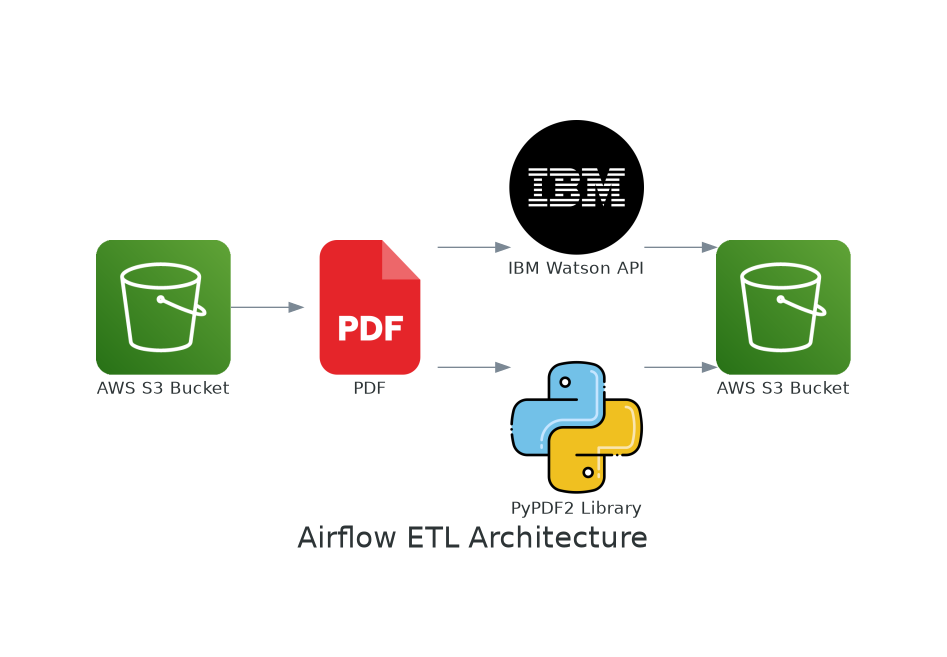 IBM
IBM Watson API
PDF
AWS S3 Bucket
PDF
AWS S3 Bucket
PyPDF2 Library
Airflow ETL Architecture